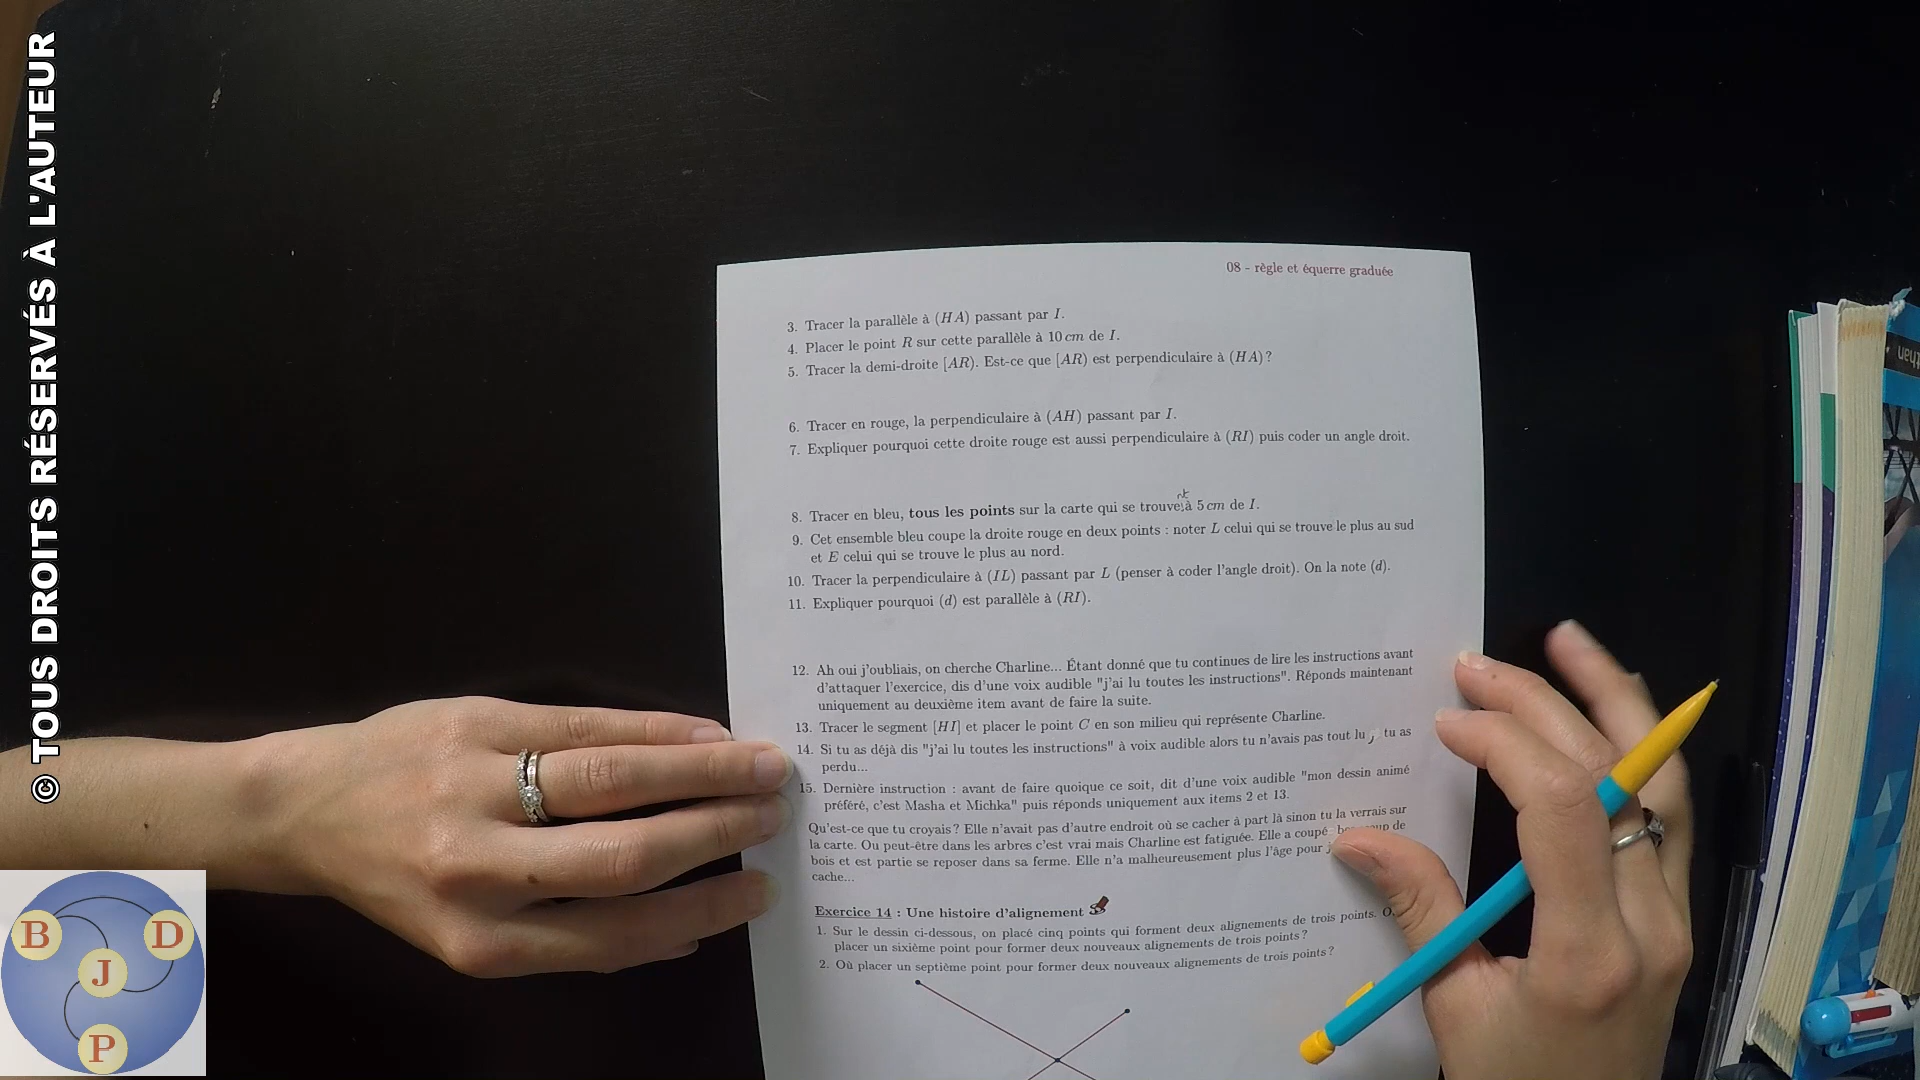 © TOUS DROITS RÉSERVÉS À L'AUTEUR
08 - règle et équerre graduée
3. Tracer la parallèle à (HA) passant par I.
4. Placer le point R sur cette parallèle à 10 cm de I.
5. Tracer la demi-droite [AR). Est-ce que [AR) est perpendiculaire à (HA) ?
6. Tracer en rouge, la perpendiculaire à (AH) passant par I.
7. Expliquer pourquoi cette droite rouge est aussi perpendiculaire à (RI) puis coder un angle droit.
nt
8. Tracer en bleu, tous les points sur la carte qui se trouve à 5 cm de I.
9. Cet ensemble bleu coupe la droite rouge en deux points : noter L celui qui se trouve le plus au sud
et E celui qui se trouve le plus au nord.
10. Tracer la perpendiculaire à (IL) passant par L (penser à coder l'angle droit). On la note (d).
11. Expliquer pourquoi (d) est parallèle à (RI).
12. Ah oui j'oubliais, on cherche Charline... Étant donné que tu continues de lire les instructions avant
d'attaquer l'exercice, dis d'une voix audible "j'ai lu toutes les instructions". Réponds maintenant
uniquement au deuxième item avant de faire la suite.
13. Tracer le segment [HI] et placer le point C en son milieu qui représente Charline.
14. Si tu as déjà dis "j'ai lu toutes les instructions" à voix audible alors tu n'avais pas tout lu tu as
perdu...
15. Dernière instruction : avant de faire quoique ce soit, dit d'une voix audible "mon dessin animé
préféré, c'est Masha et Michka" puis réponds uniquement aux items 2 et 13.
Qu'est-ce que tu croyais ? Elle n'avait pas d'autre endroit où se cacher à part là sinon tu la verrais sur
la carte. Ou peut-être dans les arbres c'est vrai mais Charline est fatiguée. Elle a coupé de
bois et est partie se reposer dans sa ferme. Elle n'a malheureusement plus l'âge pour
cache...
Exercice 14 : Une histoire d'alignement
1. Sur le dessin ci-dessous, on placé cinq points qui forment deux alignements de trois points.
placer un sixième point pour former deux nouveaux alignements de trois points ?
2. Où placer un septième point pour former deux nouveaux alignements de trois points ?
B D
J
P